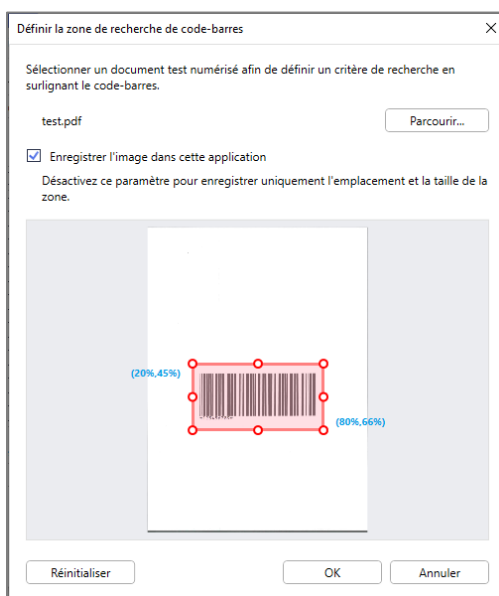 Définir la zone de recherche de code-barres
Sélectionner un document test numérisé afin de définir un critère de recherche en
surlignant le code-barres.
test.pdf
Parcourir...
Enregistrer l'image dans cette application
Désactivez ce paramètre pour enregistrer uniquement l'emplacement et la taille de la
zone.
(20%,45%)
(80%,66%)
Réinitialiser
OK
Annuler